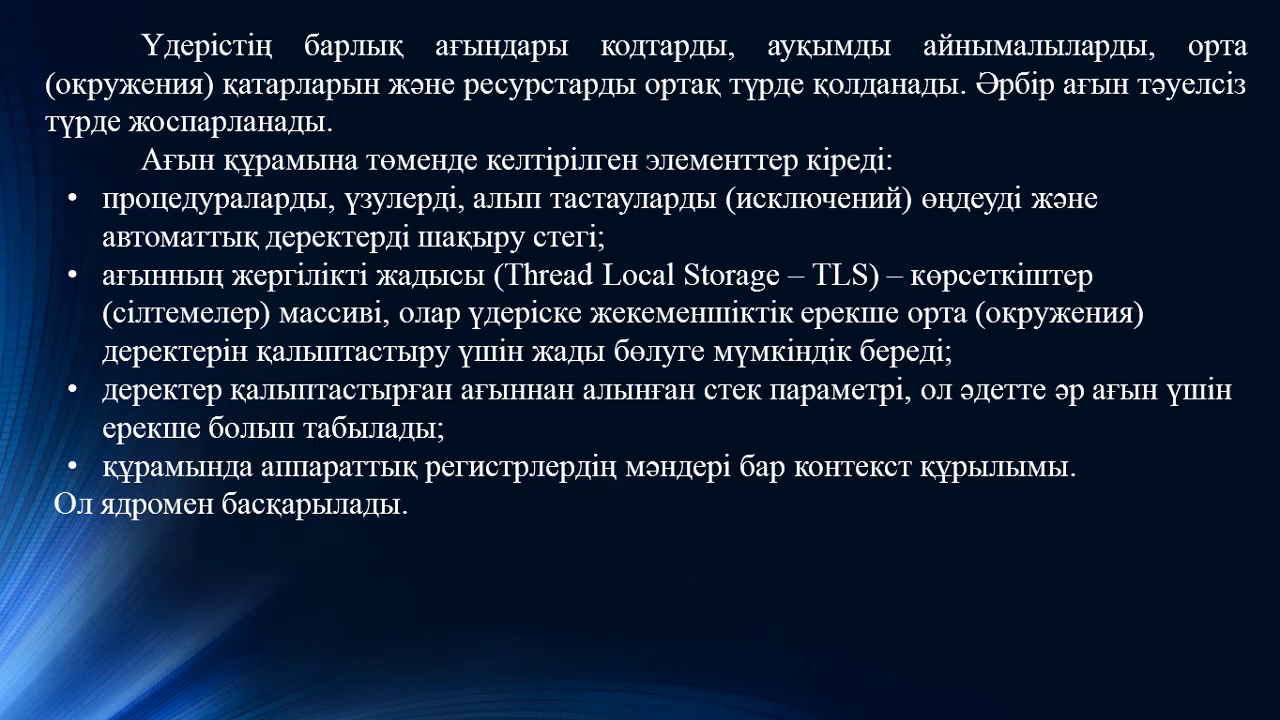 Үдерістің барлық ағындары кодтарды, ауқымды айнымалыларды, орта
(окружения) қатарларын және ресурстарды ортақ түрде қолданады. Әрбір ағын тәуелсіз
түрде жоспарланады.
Ағын құрамына төменде келтірілген элементтер кіреді:
• процедураларды, үзулерді, алып тастауларды (исключений) өңдеуді және
автоматтық деректерді шақыру стегі;
• ағынның жергілікті жадысы (Thread Local Storage – TLS) – көрсеткіштер
(сілтемелер) массиві, олар үдеріске жекеменшіктік ерекше орта (окружения)
деректерін қалыптастыру үшін жады бөлуге мүмкіндік береді;
• деректер қалыптастырған ағыннан алынған стек параметрі, ол әдетте әр ағын үшін
ерекше болып табылады;
• құрамында аппараттық регистрлердің мәндері бар контекст құрылымы.
Ол ядромен басқарылады.